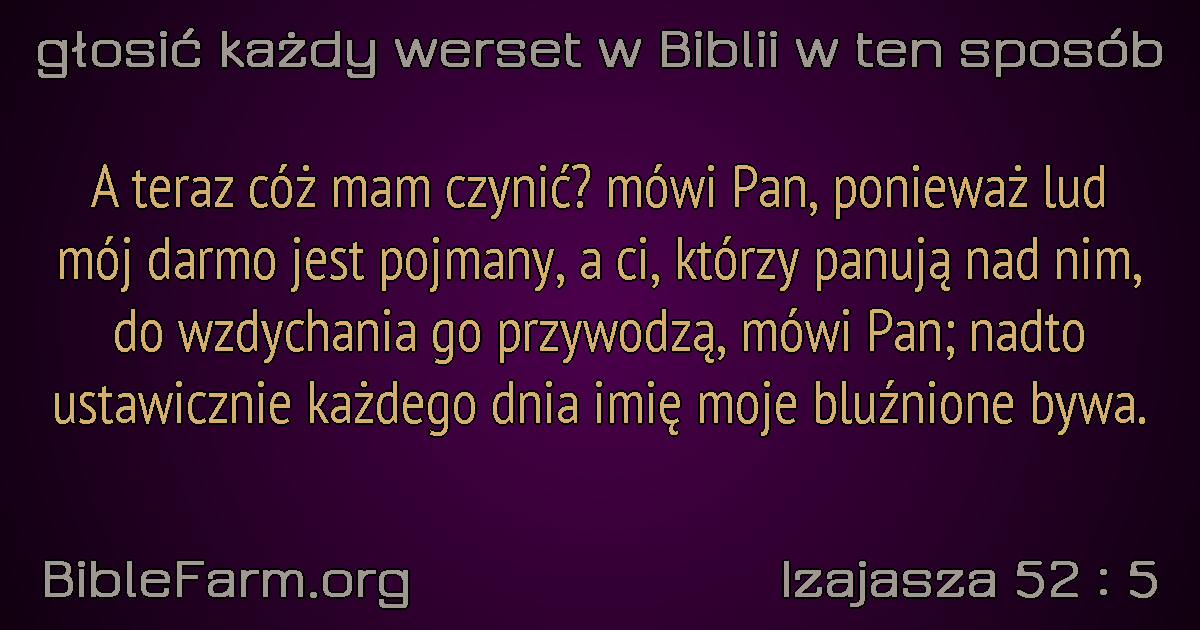 głosić każdy werset w Biblii w ten sposób
A teraz cóż mam czynić? mówi Pan, ponieważ lud
mój darmo jest pojmany, a ci, którzy panują nad nim,
do wzdychania go przywodzą, mówi Pan; nadto
ustawicznie każdego dnia imię moje bluźnione bywa.
BibleFarm.org
Izajasza 52 : 5